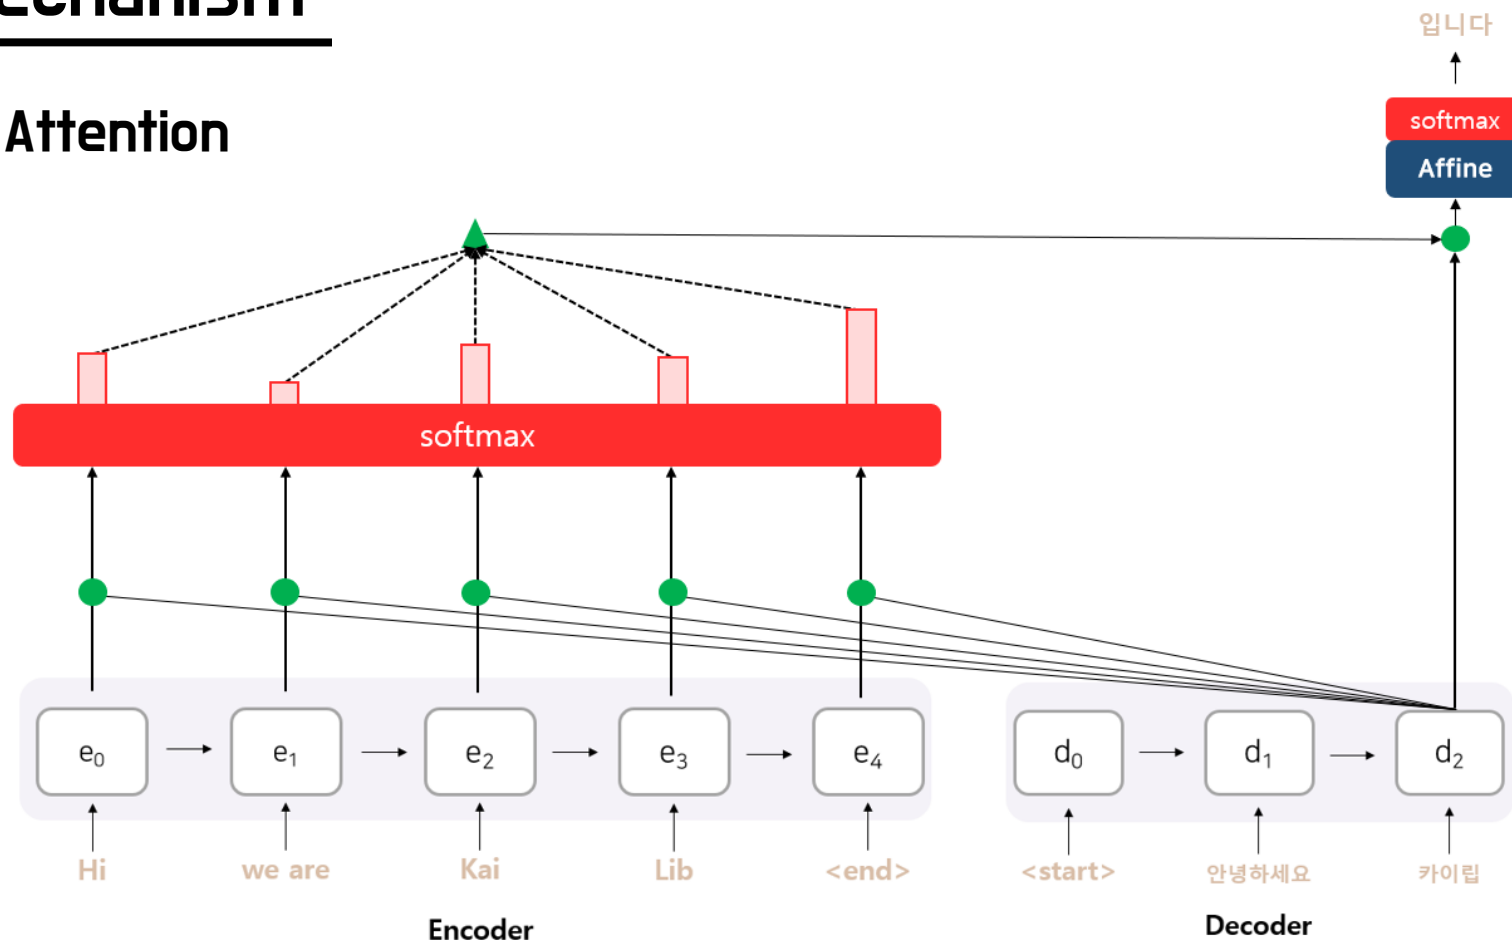 echanism
Attention
입니다
softmax
Affine
softmax
e0 e1 e2 e3 e4 d0 d1 d2
Hi we are Kai Lib <end> <start> 안녕하세요 카이립
Encoder Decoder